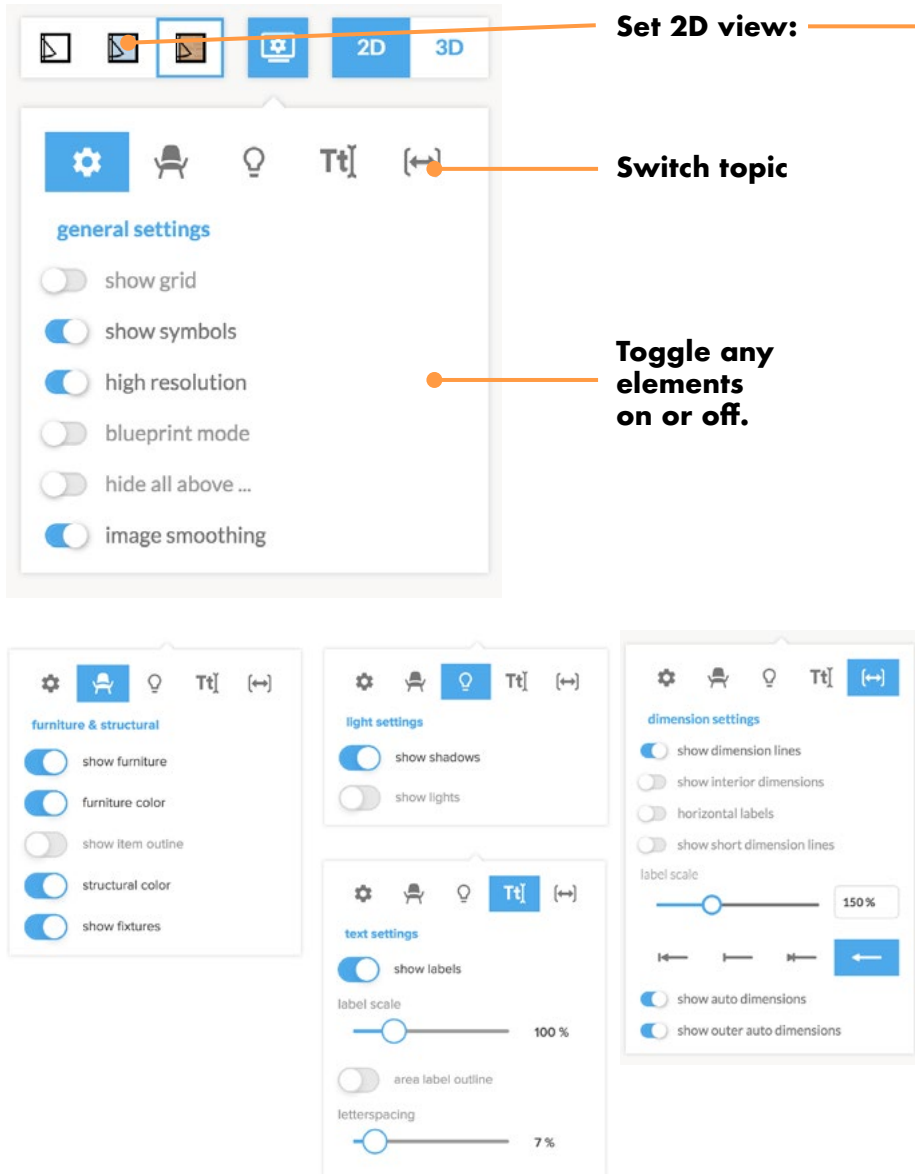 2D
3D
Set 2D view:
Tt
Switch topic
general settings
show grid
show symbols
high resolution
blueprint mode
hide all above ...
image smoothing
Toggle any
elements
on or off.
Tt
furniture & structural
show furniture
furniture color
show item outine
structural color
show fixtures
Tt
light settings
show shadows
show lights
Tt
text settings
show labels
label scale
100 %
area label outline
letterspacing
7 %
Tt
dimension settings
show dimension lines
show interior dimensions
horizontal labels
show short dimension lines
label scale
150 %
show auto dimensions
show outer auto dimensions